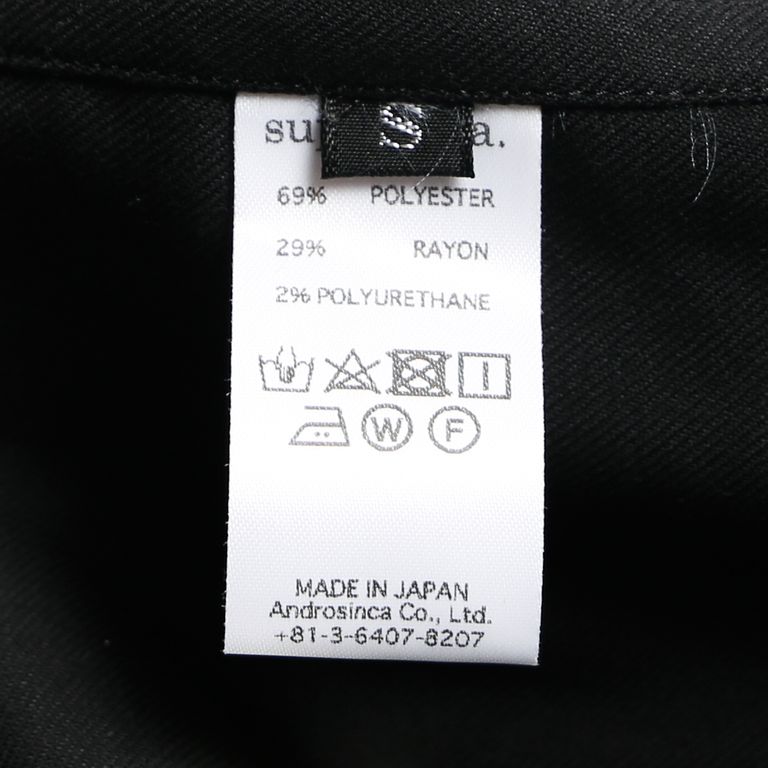 S
69% POLYESTER
29% RAYON
2% POLYURETHANE
W F
MADE IN JAPAN
Androsinca Co., Ltd.
+81-3-6407-8207